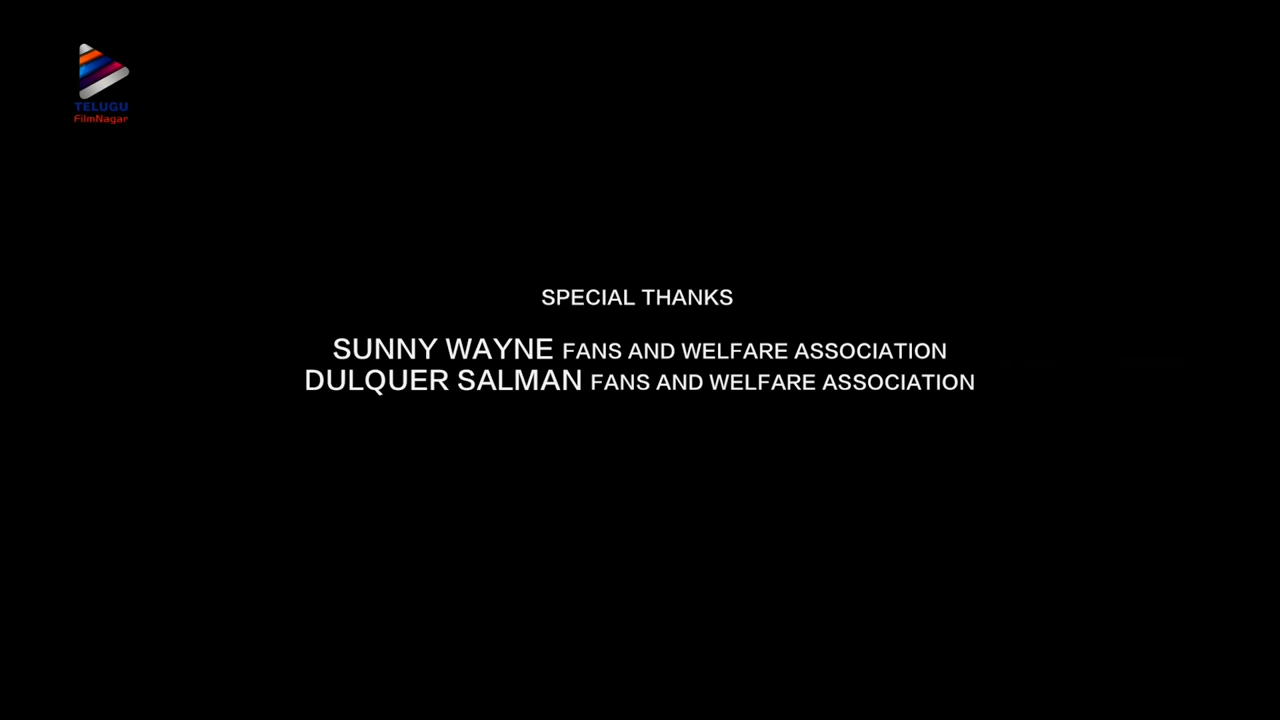 TELUGU
FilmNagar
SPECIAL THANKS
SUNNY WAYNE FANS AND WELFARE ASSOCIATION
DULQUER SALMAN FANS AND WELFARE ASSOCIATION